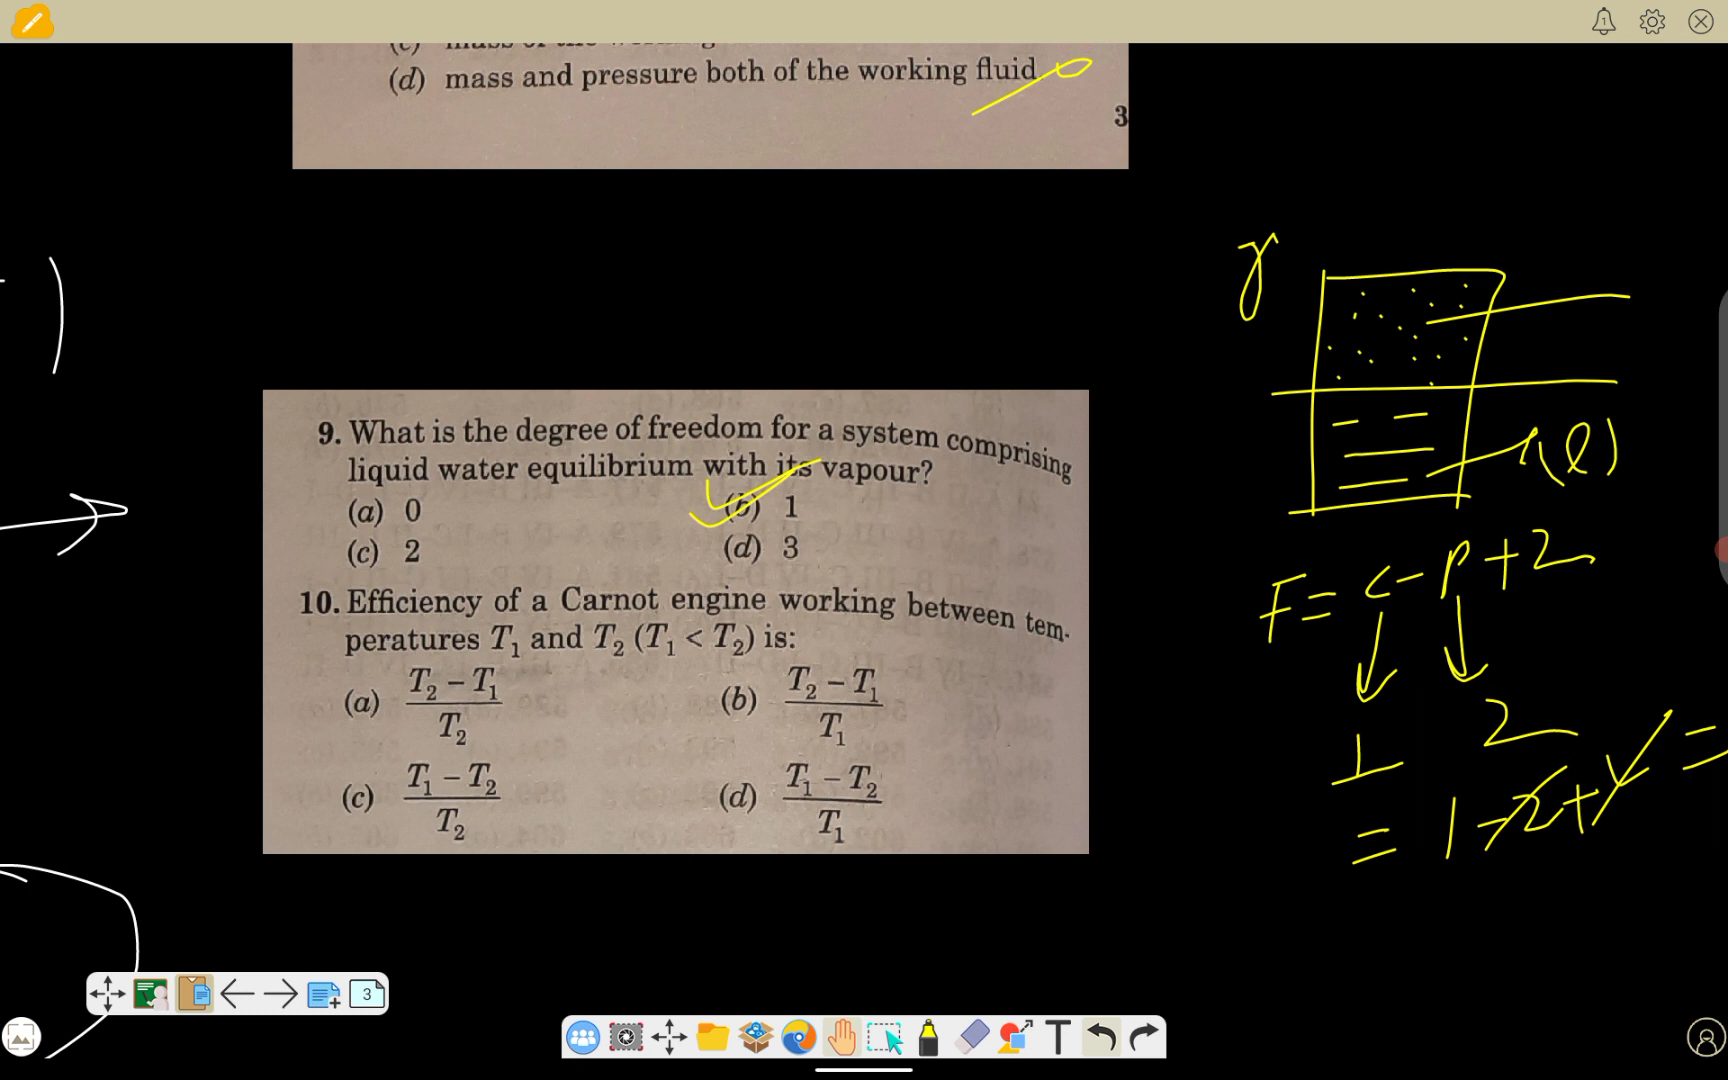 (d) mass and pressure both of the working fluid
3
9. What is the degree of freedom for a system comprising
liquid water equilibrium with its vapour?
(a) 0 (b) 1
(c) 2 (d) 3
10. Efficiency of a Carnot engine working between tem-
peratures T₁ and T₂ (T₁ < T₂) is:
(a) (T₂ – T₁)/T₂ (b) (T₂ – T₁)/T₁
(c) (T₁ – T₂)/T₂ (d) (T₁ – T₂)/T₁
(l)
F = C - P + 2
1 2
= 1 - 2 + 2 =
3
1
T